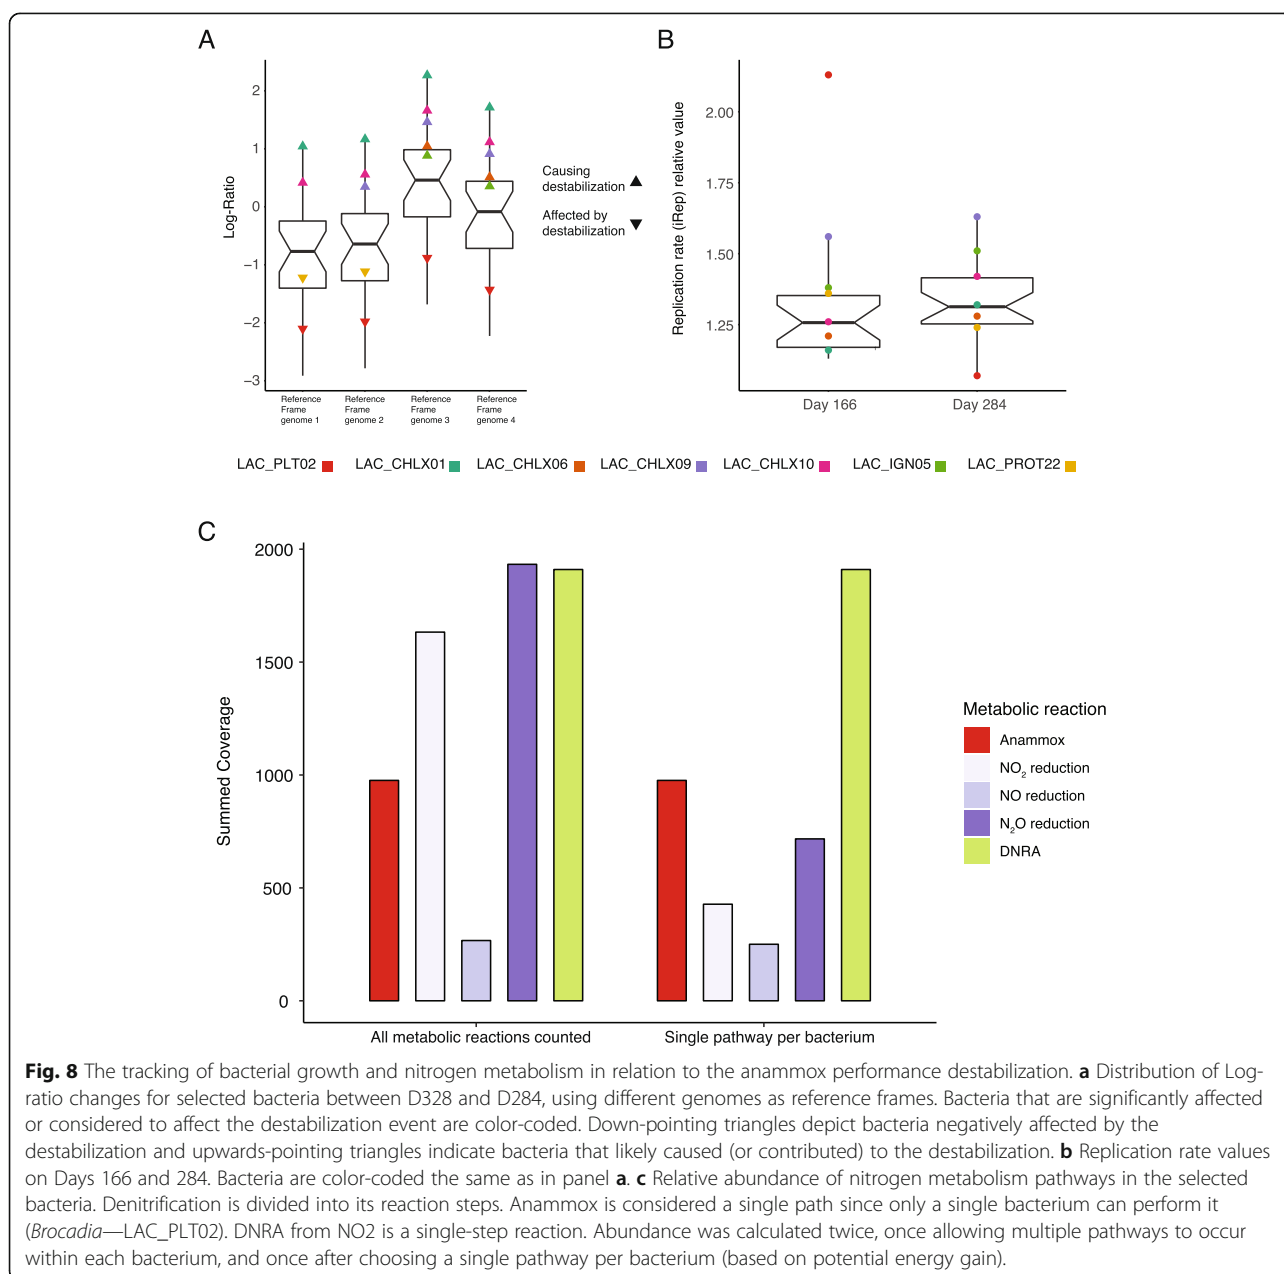 A
B
2
1
0
−1
−2
−3
Log-Ratio
Reference
Frame
genome 1
Reference
Frame
genome 2
Reference
Frame
genome 3
Reference
Frame
genome 4
Causing
destabilization
Affected by
destabilization
2.00
1.75
1.50
1.25
Replication rate (iRep) relative value
Day 166
Day 284
LAC_PLT02
LAC_CHLX01
LAC_CHLX06
LAC_CHLX09
LAC_CHLX10
LAC_IGN05
LAC_PROT22
C
2000
1500
1000
500
0
Summed Coverage
All metabolic reactions counted
Single pathway per bacterium
Metabolic reaction
Anammox
NO2 reduction
NO reduction
N2O reduction
DNRA
Fig. 8 The tracking of bacterial growth and nitrogen metabolism in relation to the anammox performance destabilization. a Distribution of Log-
ratio changes for selected bacteria between D328 and D284, using different genomes as reference frames. Bacteria that are significantly affected
or considered to affect the destabilization event are color-coded. Down-pointing triangles depict bacteria negatively affected by the
destabilization and upwards-pointing triangles indicate bacteria that likely caused (or contributed) to the destabilization. b Replication rate values
on Days 166 and 284. Bacteria are color-coded the same as in panel a. c Relative abundance of nitrogen metabolism pathways in the selected
bacteria. Denitrification is divided into its reaction steps. Anammox is considered a single path since only a single bacterium can perform it
(Brocadia—LAC_PLT02). DNRA from NO2 is a single-step reaction. Abundance was calculated twice, once allowing multiple pathways to occur
within each bacterium, and once after choosing a single pathway per bacterium (based on potential energy gain).